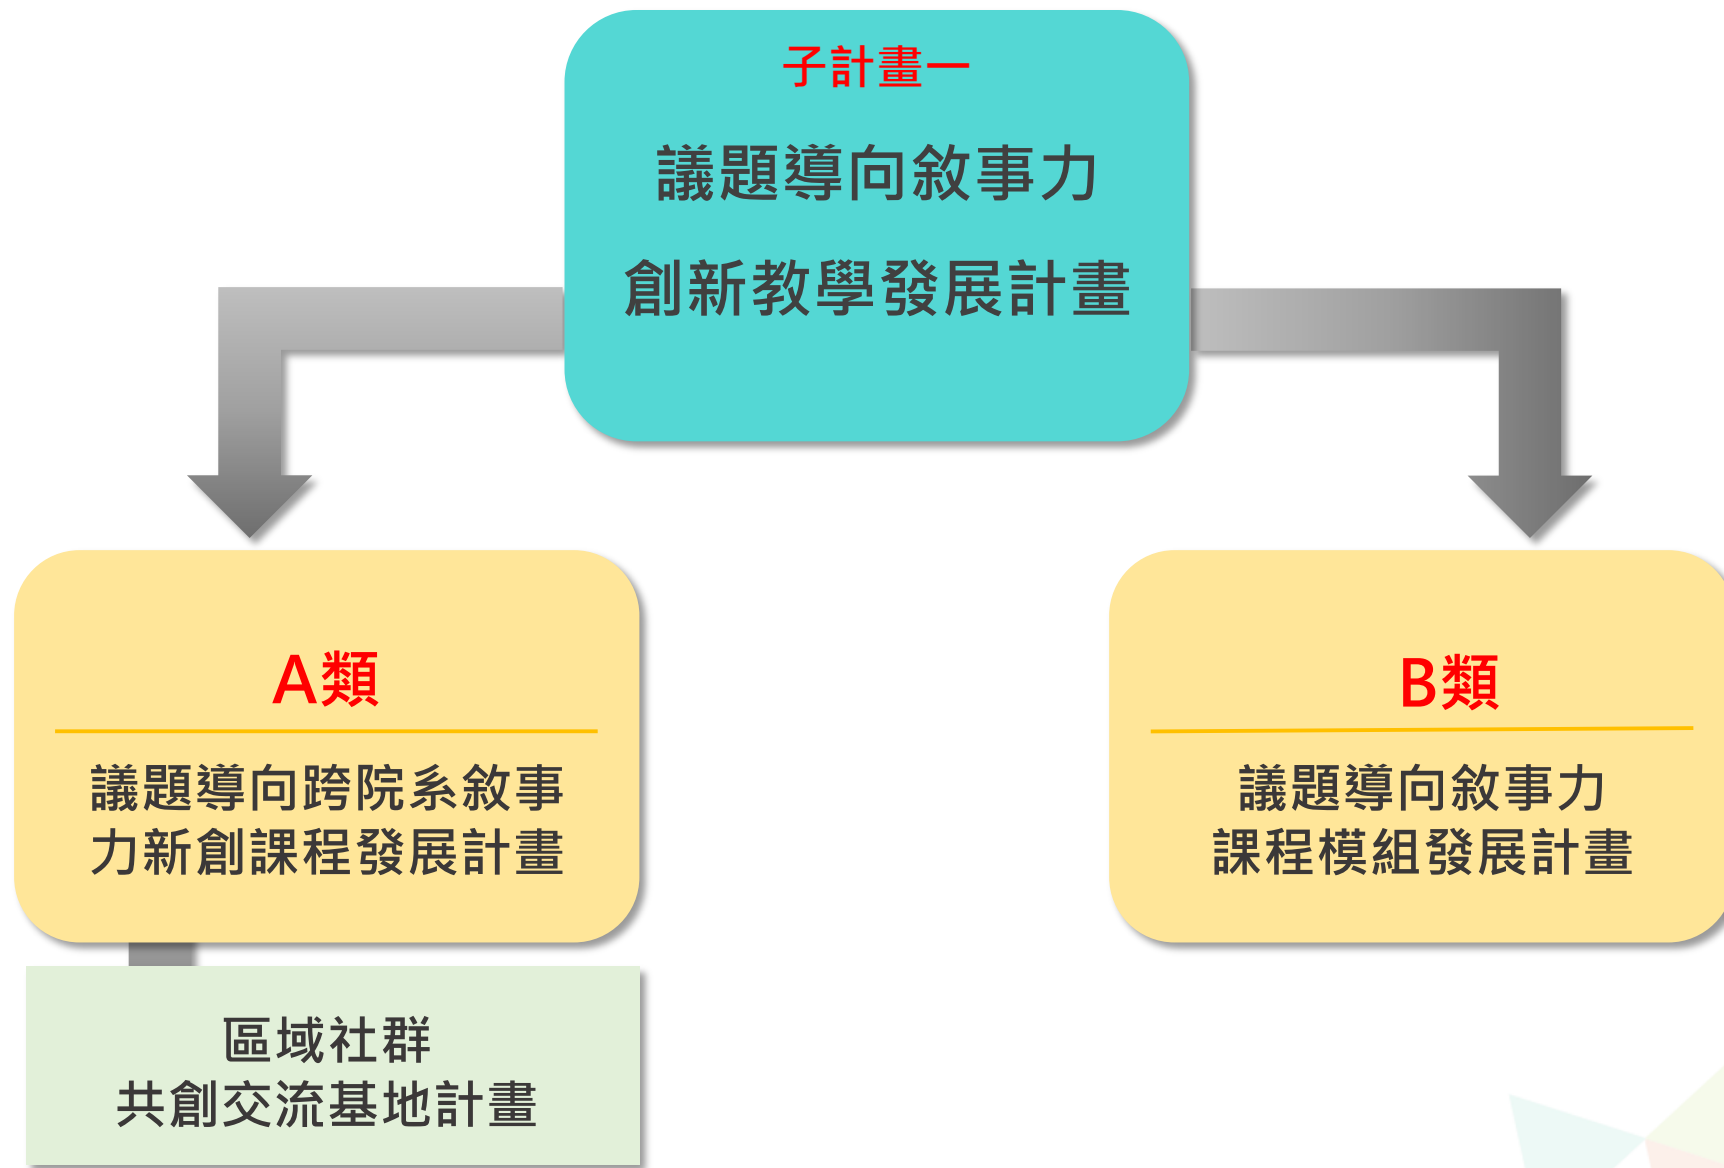 子計畫一
議題導向敘事力
創新教學發展計畫
A類
議題導向跨院系敘事
力新創課程發展計畫
B類
議題導向敘事力
課程模組發展計畫
區域社群
共創交流基地計畫